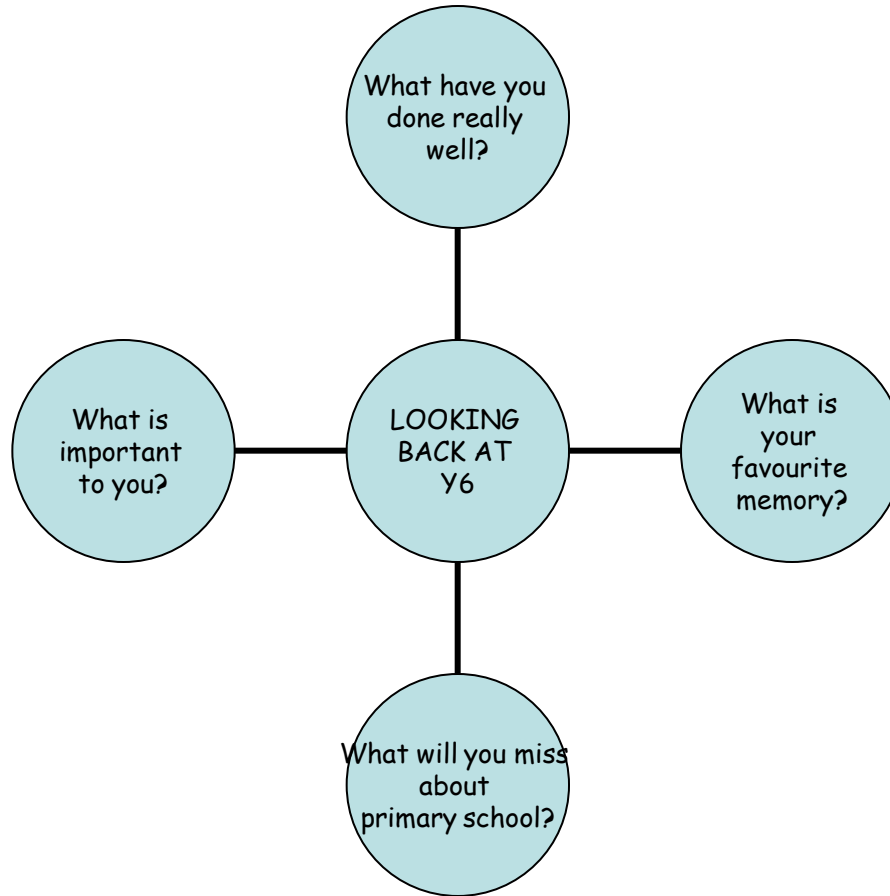 What have you
done really
well?
What is
important
to you?
LOOKING
BACK AT
Y6
What is
your
favourite
memory?
What will you miss
about
primary school?